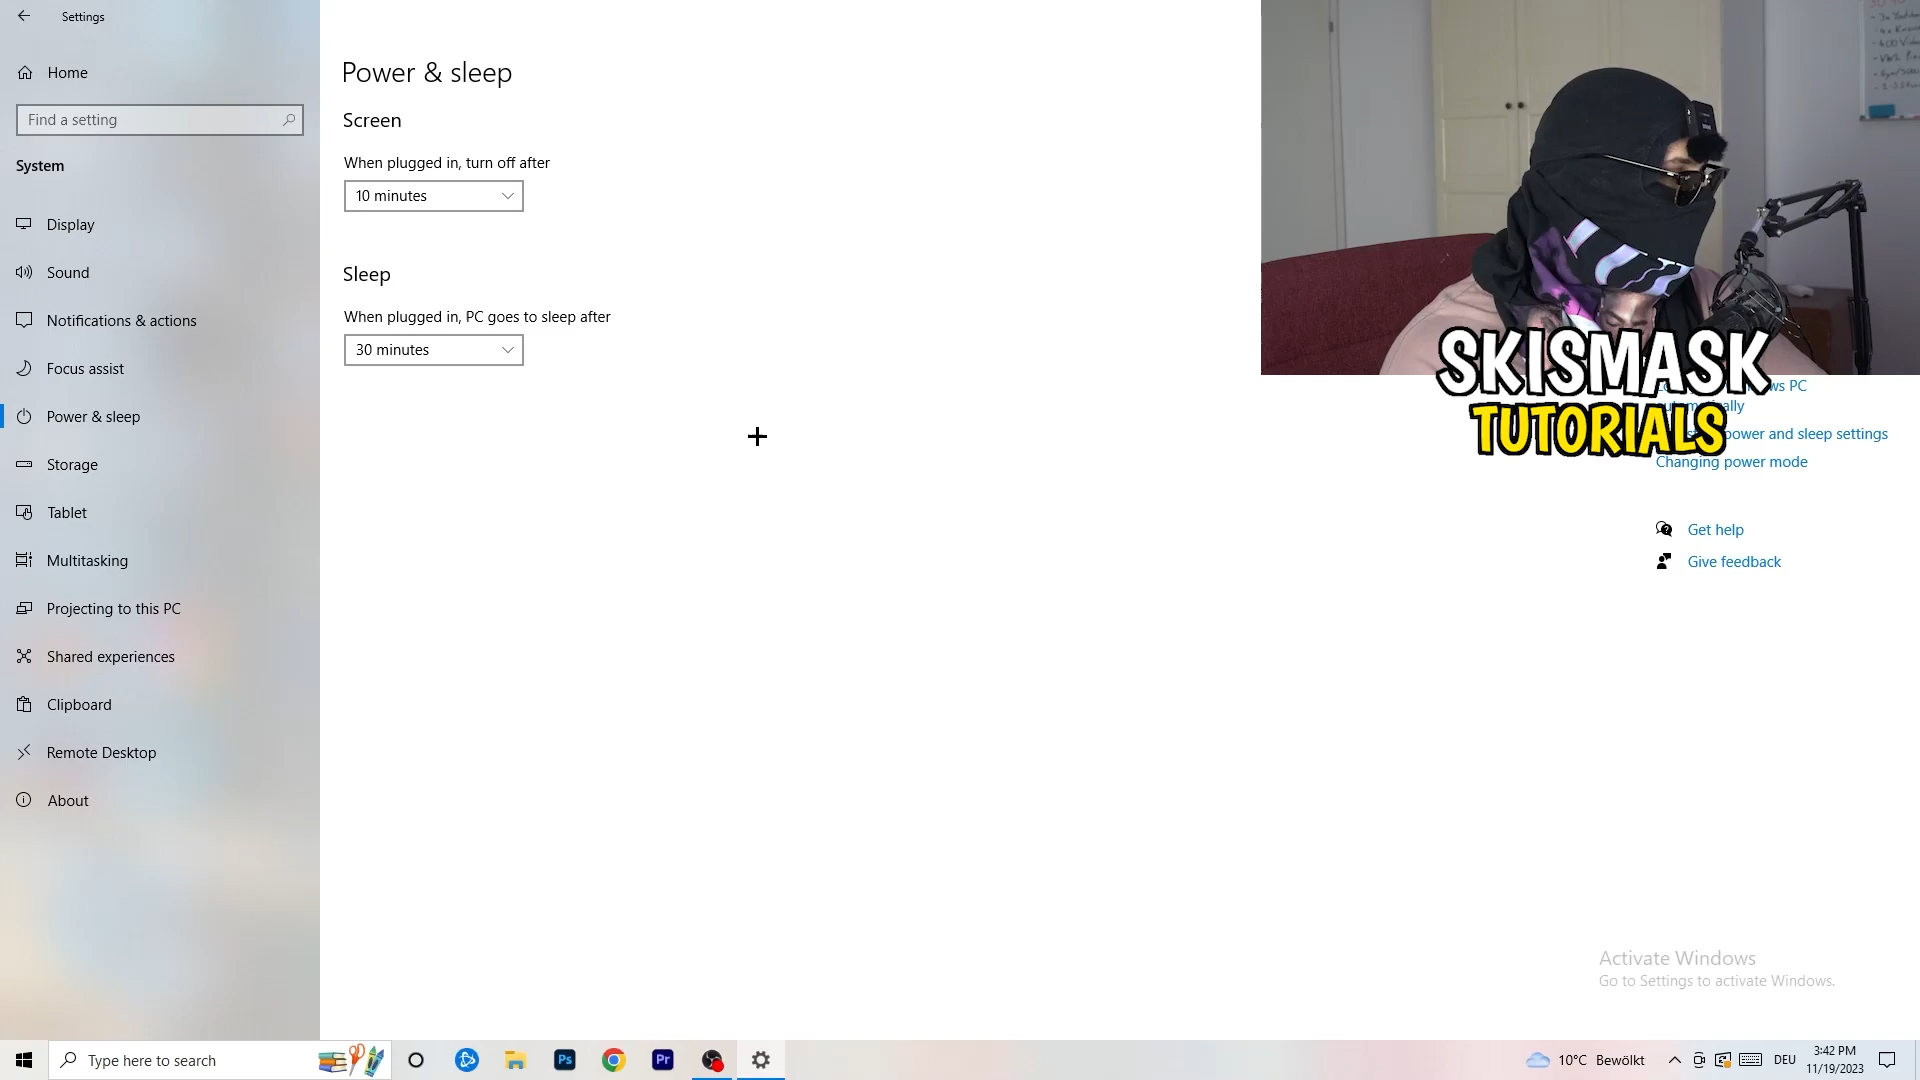 Settings
Home
Find a setting
System
Display
Sound
Notifications & actions
Focus assist
Power & sleep
Storage
Tablet
Multitasking
Projecting to this PC
Shared experiences
Clipboard
Remote Desktop
About
Power & sleep
Screen
When plugged in, turn off after
10 minutes
Sleep
When plugged in, PC goes to sleep after
30 minutes
SKISMASK
TUTORIALS
PC
power and sleep settings
Changing power mode
Get help
Give feedback
Activate Windows
Go to Settings to activate Windows.
Type here to search
Ps
Pr
10°C Bewölkt
DEU
3:42 PM
11/19/2023